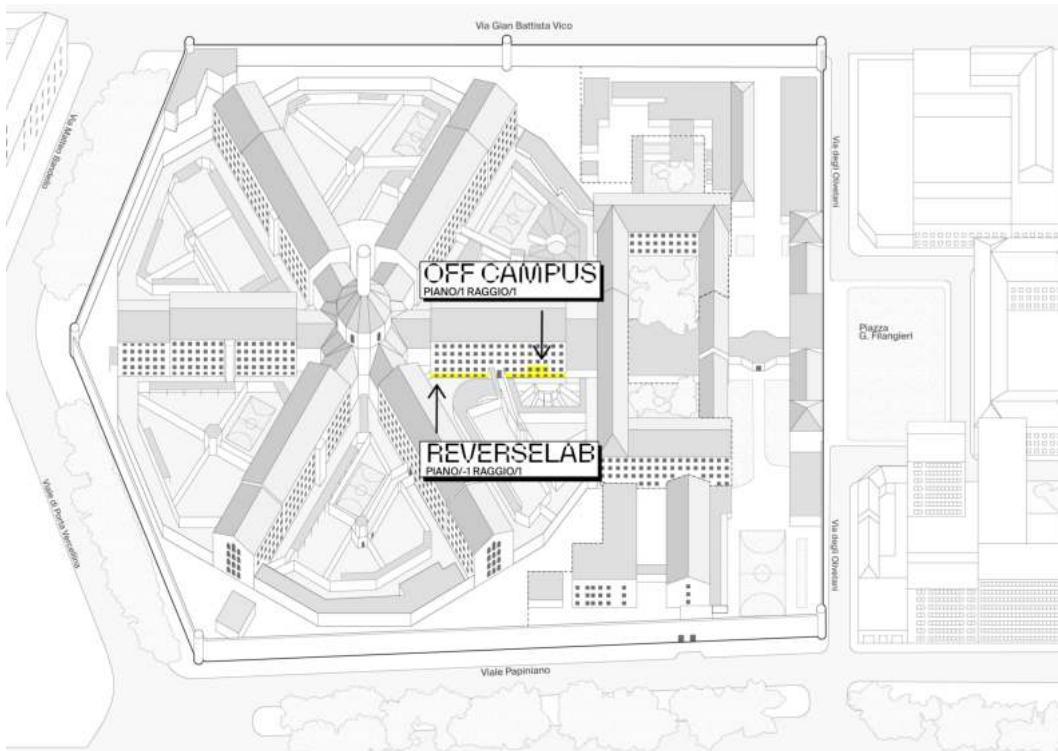 Via Gian Battista Vico
Via Matteo Bandello
Via degli Olivetani
OFF CAMPUS
PIANO/1 RAGGIO/1
Piazza
G. Filangieri
REVERSELAB
PIANO/-1 RAGGIO/1
Viale di Porta Vercellina
Via degli Olivetani
Viale Papiniano